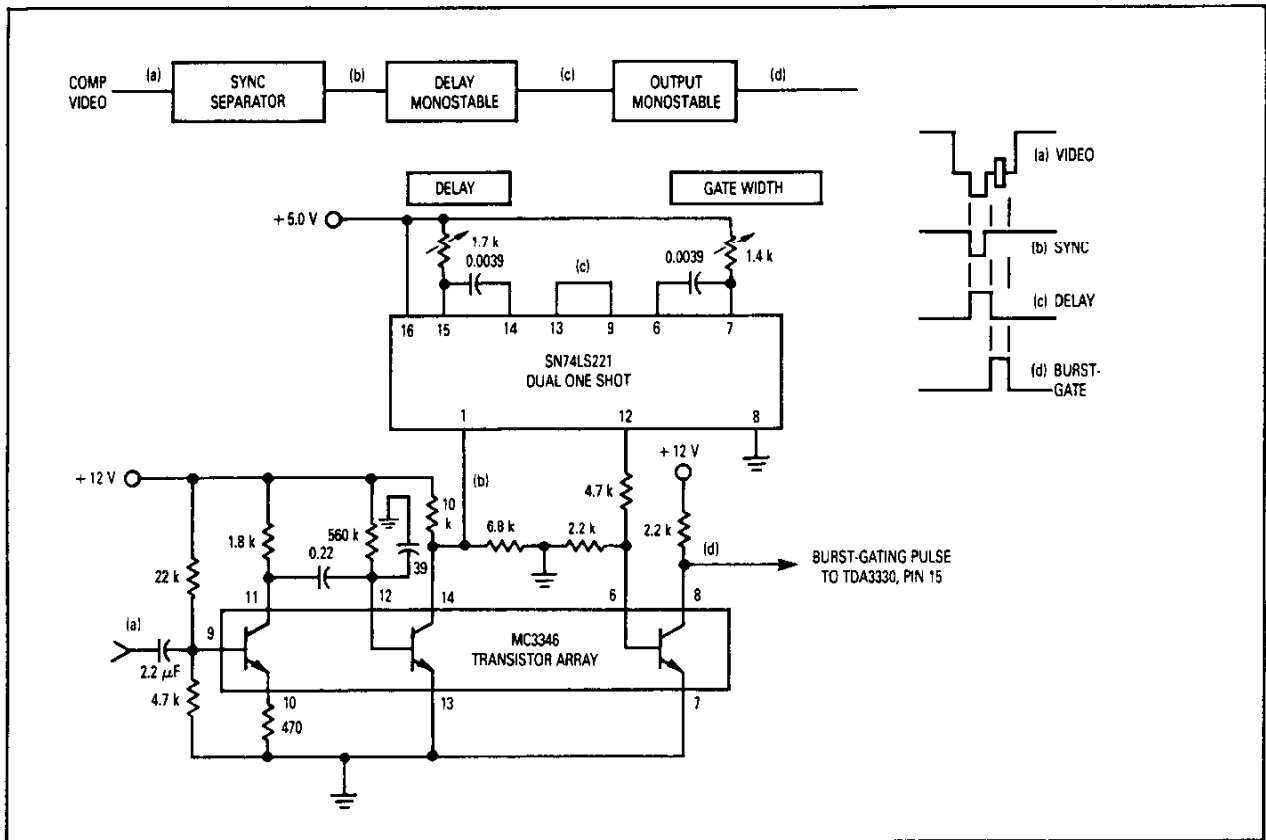 COMP
VIDEO
(a)
SYNC
SEPARATOR
(b)
DELAY
MONOSTABLE
(c)
OUTPUT
MONOSTABLE
(d)
(a) VIDEO
(b) SYNC
(c) DELAY
(d) BURST-
GATE
DELAY
GATE WIDTH
+ 5.0 V
1.7 k
0.0039
(c)
0.0039
1.4 k
16
15
14
13
9
6
7
SN74LS221
DUAL ONE SHOT
1
12
8
+ 12 V
+ 12 V
(b)
10
k
4.7 k
2.2 k
1.8 k
560 k
39
6.8 k
2.2 k
(d)
BURST-GATING PULSE
TO TDA3330, PIN 15
22 k
0.22
11
12
14
6
8
(a)
9
MC3346
TRANSISTOR ARRAY
2.2 µF
4.7 k
10
470
13
7